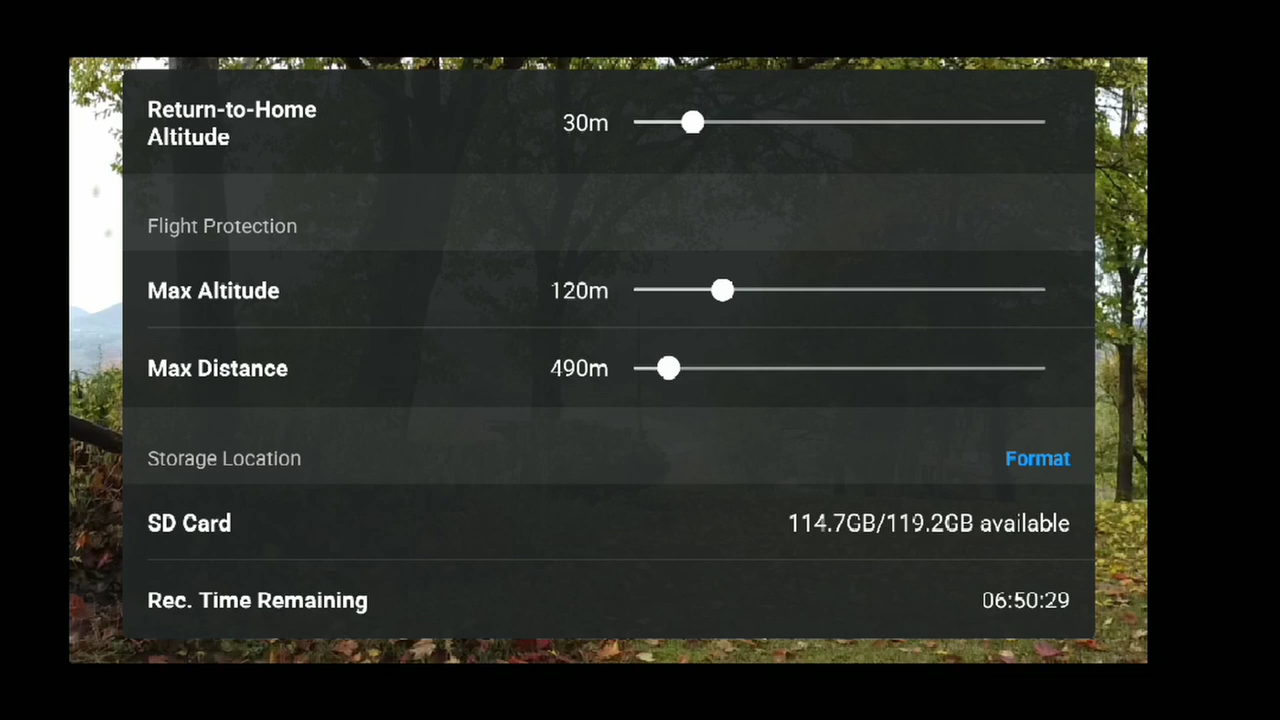 Return-to-Home
Altitude
30m
Flight Protection
Max Altitude
120m
Max Distance
490m
Storage Location
Format
SD Card
114.7GB/119.2GB available
Rec. Time Remaining
06:50:29